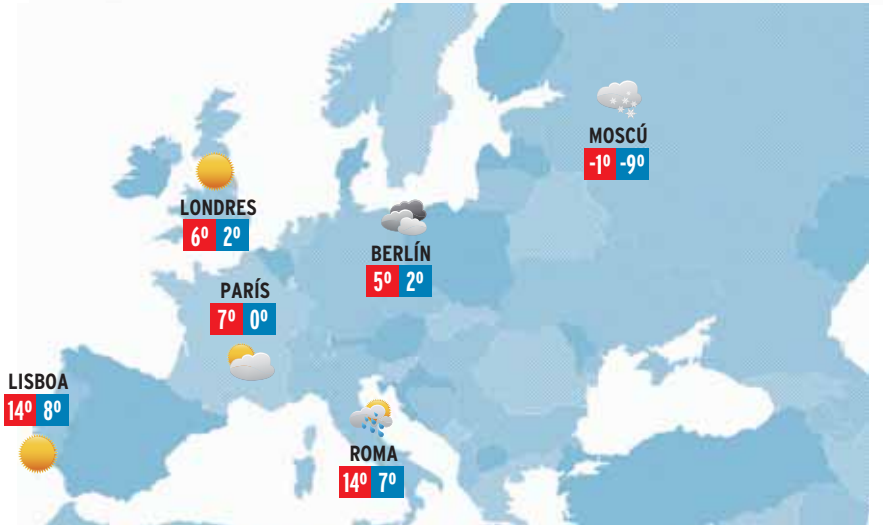 MOSCÚ
-1º -9º
LONDRES
6º 2º
BERLÍN
5º 2º
PARÍS
7º 0º
LISBOA
14º 8º
ROMA
14º 7º